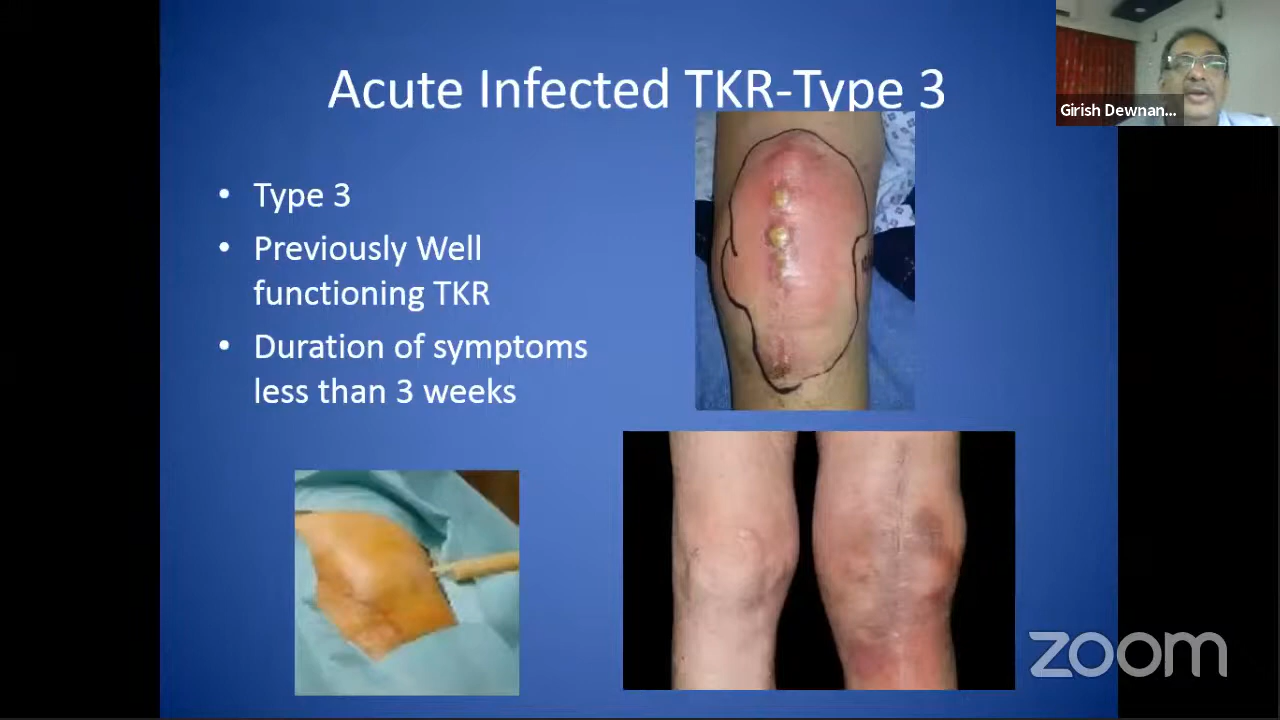 Acute Infected TKR-Type 3
Girish Dewnan...
• Type 3
• Previously Well
functioning TKR
• Duration of symptoms
less than 3 weeks
zoom